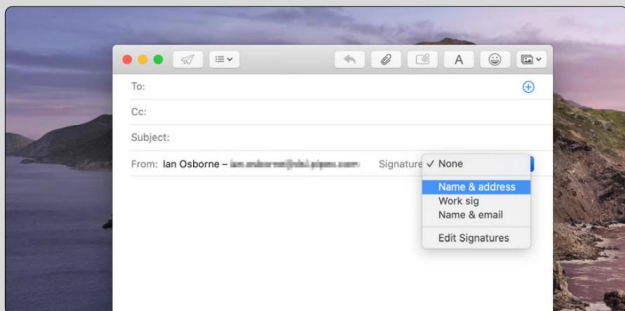 To:
Cc:
Subject:
From: Ian Osborne – Signature
✓ None
Name & address
Work sig
Name & email
Edit Signatures
A